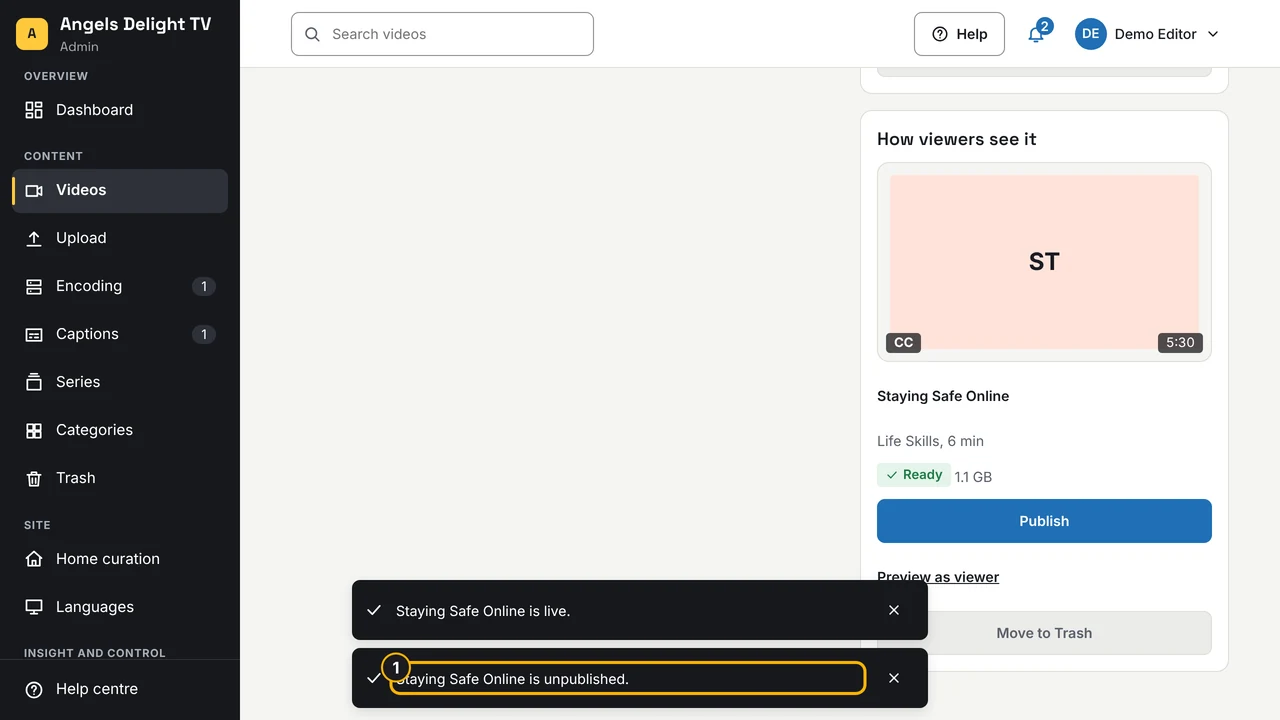 A
Angels Delight TV
Admin
OVERVIEW
Dashboard
CONTENT
Videos
Upload
Encoding 1
Captions 1
Series
Categories
Trash
SITE
Home curation
Languages
INSIGHT AND CONTROL
Help centre
Search videos
Help
2
DE
Demo Editor
How viewers see it
ST
CC
5:30
Staying Safe Online
Life Skills, 6 min
Ready 1.1 GB
Publish
Preview as viewer
Move to Trash
Staying Safe Online is live.
1
Staying Safe Online is unpublished.